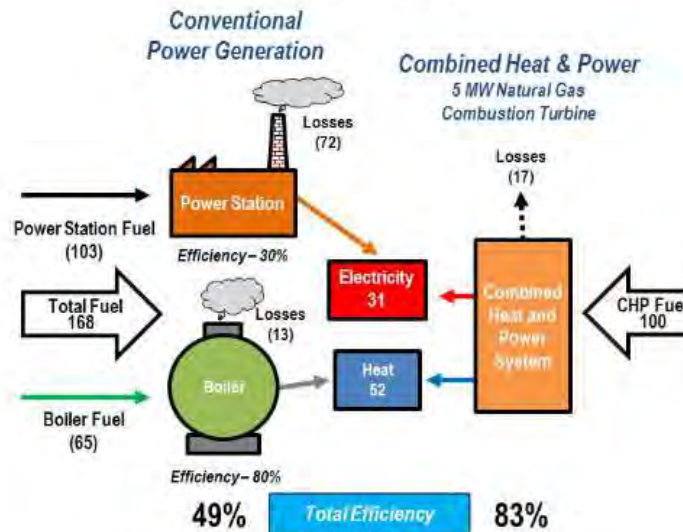 Conventional
Power Generation
Combined Heat & Power
5 MW Natural Gas
Combustion Turbine
Losses
(72)
Losses
(17)
Power Station
Power Station Fuel
(103)
Efficiency – 30%
Electricity
31
Combined
Heat and
Power
System
Total Fuel
168
CHP Fuel
100
Losses
(13)
Boiler
Heat
52
Boiler Fuel
(65)
Efficiency – 80%
49%
Total Efficiency
83%